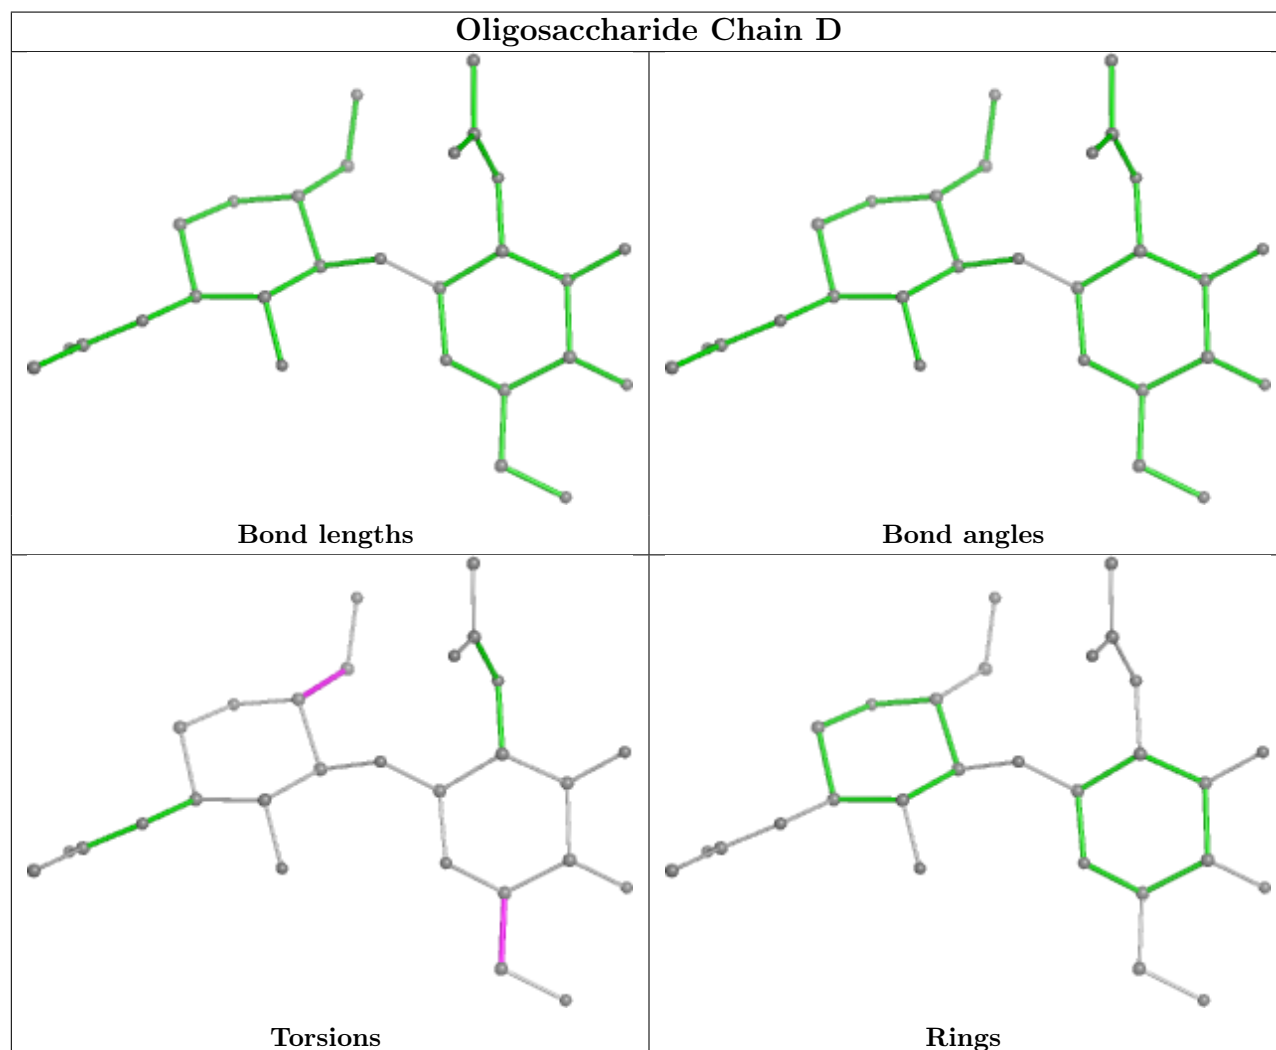 Oligosaccharide Chain D
Bond lengths
Bond angles
Torsions
Rings